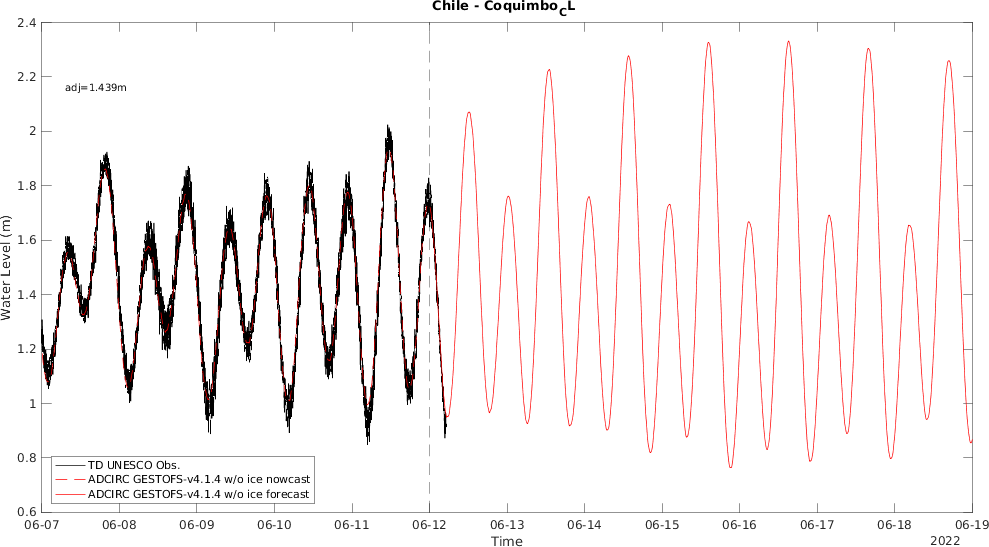 Chile - Coquimbo_CL
2.4
2.2
adj=1.439m
2
1.8
1.6
Water Level (m)
1.4
1.2
1
0.8
TD UNESCO Obs.
ADCIRC GESTOFS-v4.1.4 w/o ice nowcast
ADCIRC GESTOFS-v4.1.4 w/o ice forecast
0.6
06-07 06-08 06-09 06-10 06-11 06-12 06-13 06-14 06-15 06-16 06-17 06-18 06-19
Time
2022